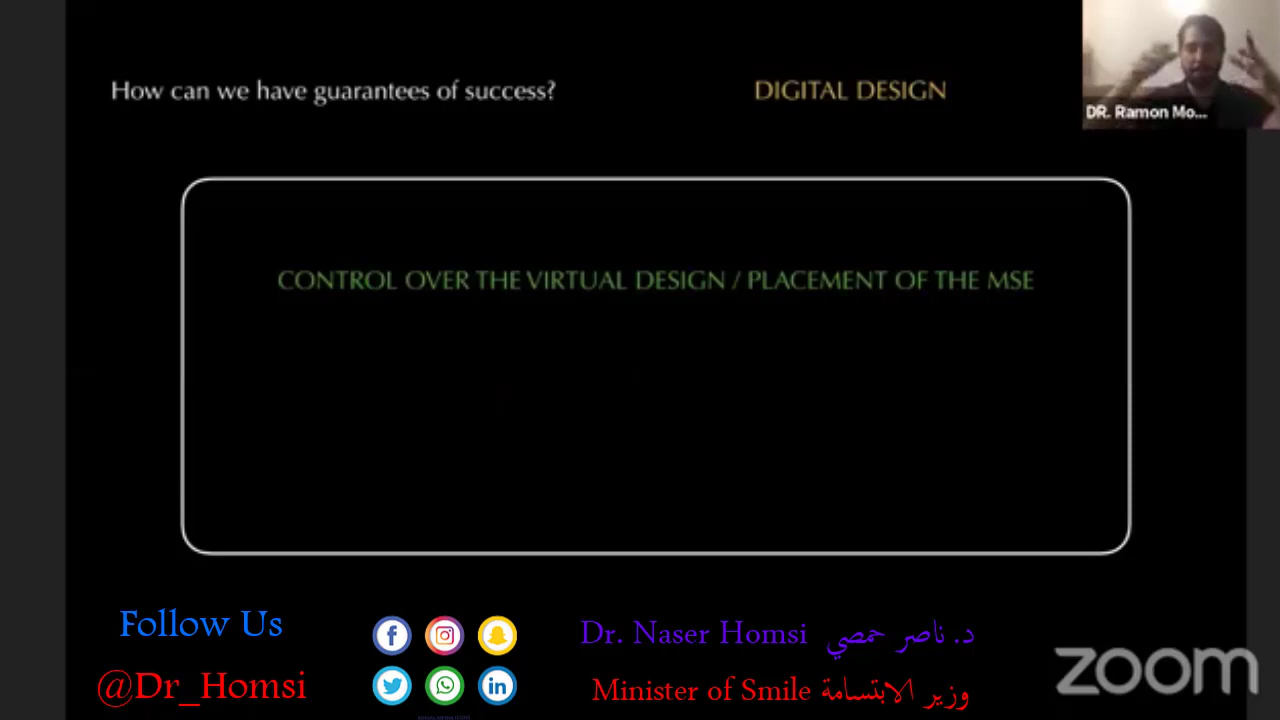 How can we have guarantees of success?
DIGITAL DESIGN
DR. Ramon Mo...
CONTROL OVER THE VIRTUAL DESIGN / PLACEMENT OF THE MSE
Follow Us
@Dr_Homsi
Dr. Naser Homsi د. ناصر حمصي
Minister of Smile وزير الابتسامة
zoom